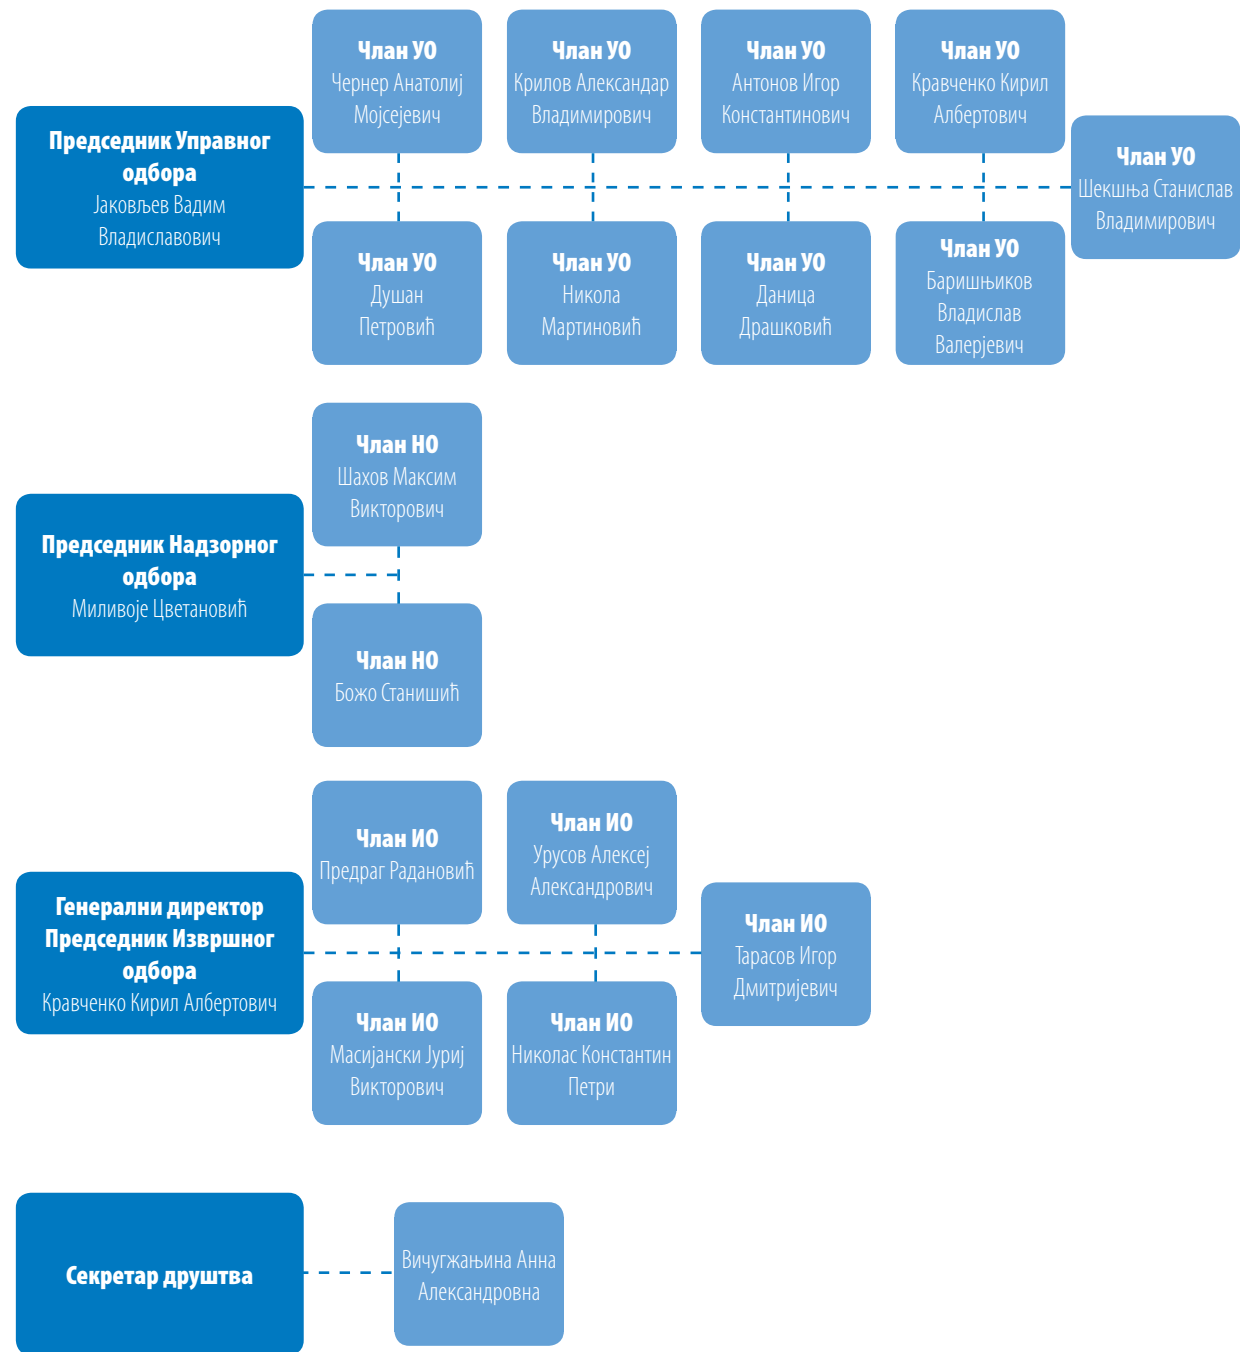 Председник Управног
одбора
Јаковљев Вадим
Владиславович
Члан УО
Чернер Анатолиј
Мојсејевич
Члан УО
Крилов Александар
Владимирович
Члан УО
Антонов Игор
Константинович
Члан УО
Кравченко Кирил
Албертович
Члан УО
Шекшња Станислав
Владимирович
Члан УО
Душан
Петровић
Члан УО
Никола
Мартиновић
Члан УО
Даница
Драшковић
Члан УО
Баришњиков
Владислав
Валерјевич
Председник Надзорног
одбора
Миливоје Цветановић
Члан НО
Шахов Максим
Викторович
Члан НО
Божо Станишић
Генерални директор
Председник Извршног
одбора
Кравченко Кирил Албертович
Члан ИО
Предраг Радановић
Члан ИО
Урусов Алексеј
Александрович
Члан ИО
Тарасов Игор
Дмитријевич
Члан ИО
Масијански Јуриј
Викторович
Члан ИО
Николас Константин
Петри
Секретар друштва
Вичугжањина Анна
Александровна